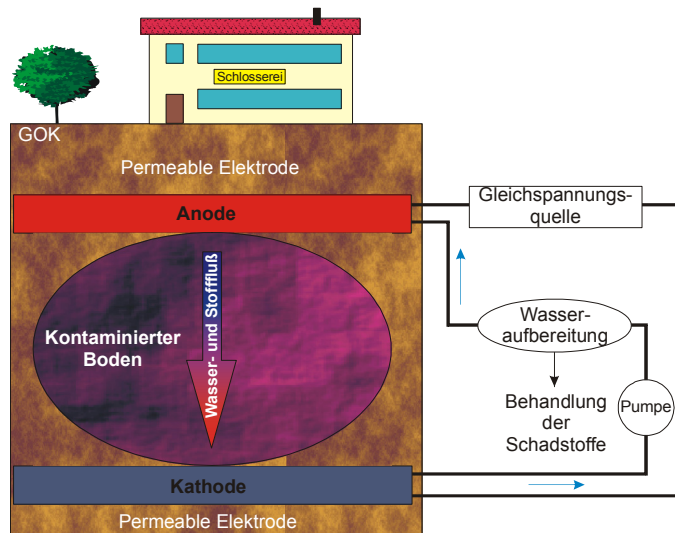 Schlosserei
GOK
Permeable Elektrode
Anode
Gleichspannungs-
quelle
Wasser- und Stofffluß
Kontaminierter
Boden
Wasser-
aufbereitung
Behandlung
der
Schadstoffe
Pumpe
Kathode
Permeable Elektrode